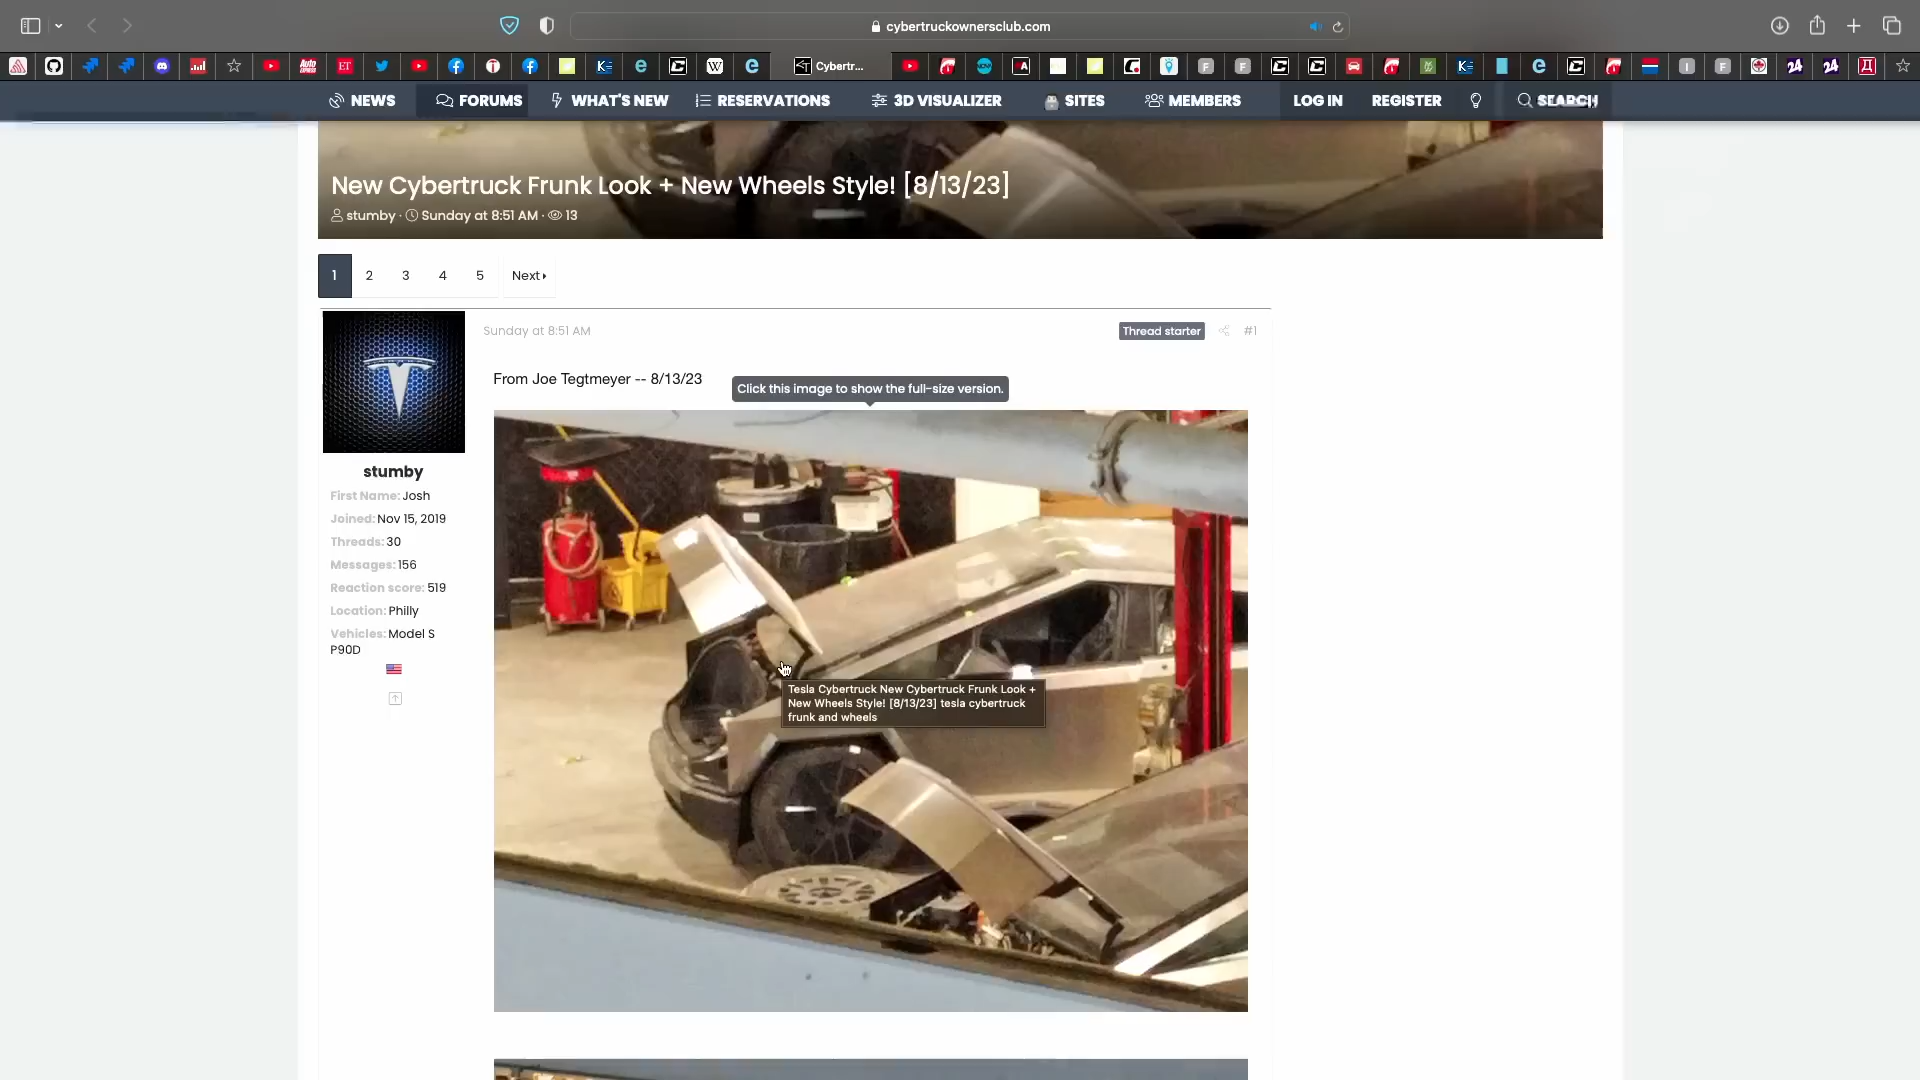 cybertruckownersclub.com
Cybertr...
NEWS
FORUMS
WHAT'S NEW
RESERVATIONS
3D VISUALIZER
SITES
MEMBERS
LOG IN
REGISTER
SEARCH
New Cybertruck Frunk Look + New Wheels Style! [8/13/23]
stumby · Sunday at 8:51 AM · 13
1 2 3 4 5 Next
Sunday at 8:51 AM
Thread starter
#1
From Joe Tegtmeyer -- 8/13/23
Click this image to show the full-size version.
stumby
First Name: Josh
Joined: Nov 15, 2019
Threads: 30
Messages: 156
Reaction score: 519
Location: Philly
Vehicles: Model S
P90D
Tesla Cybertruck New Cybertruck Frunk Look +
New Wheels Style! [8/13/23] tesla cybertruck
frunk and wheels